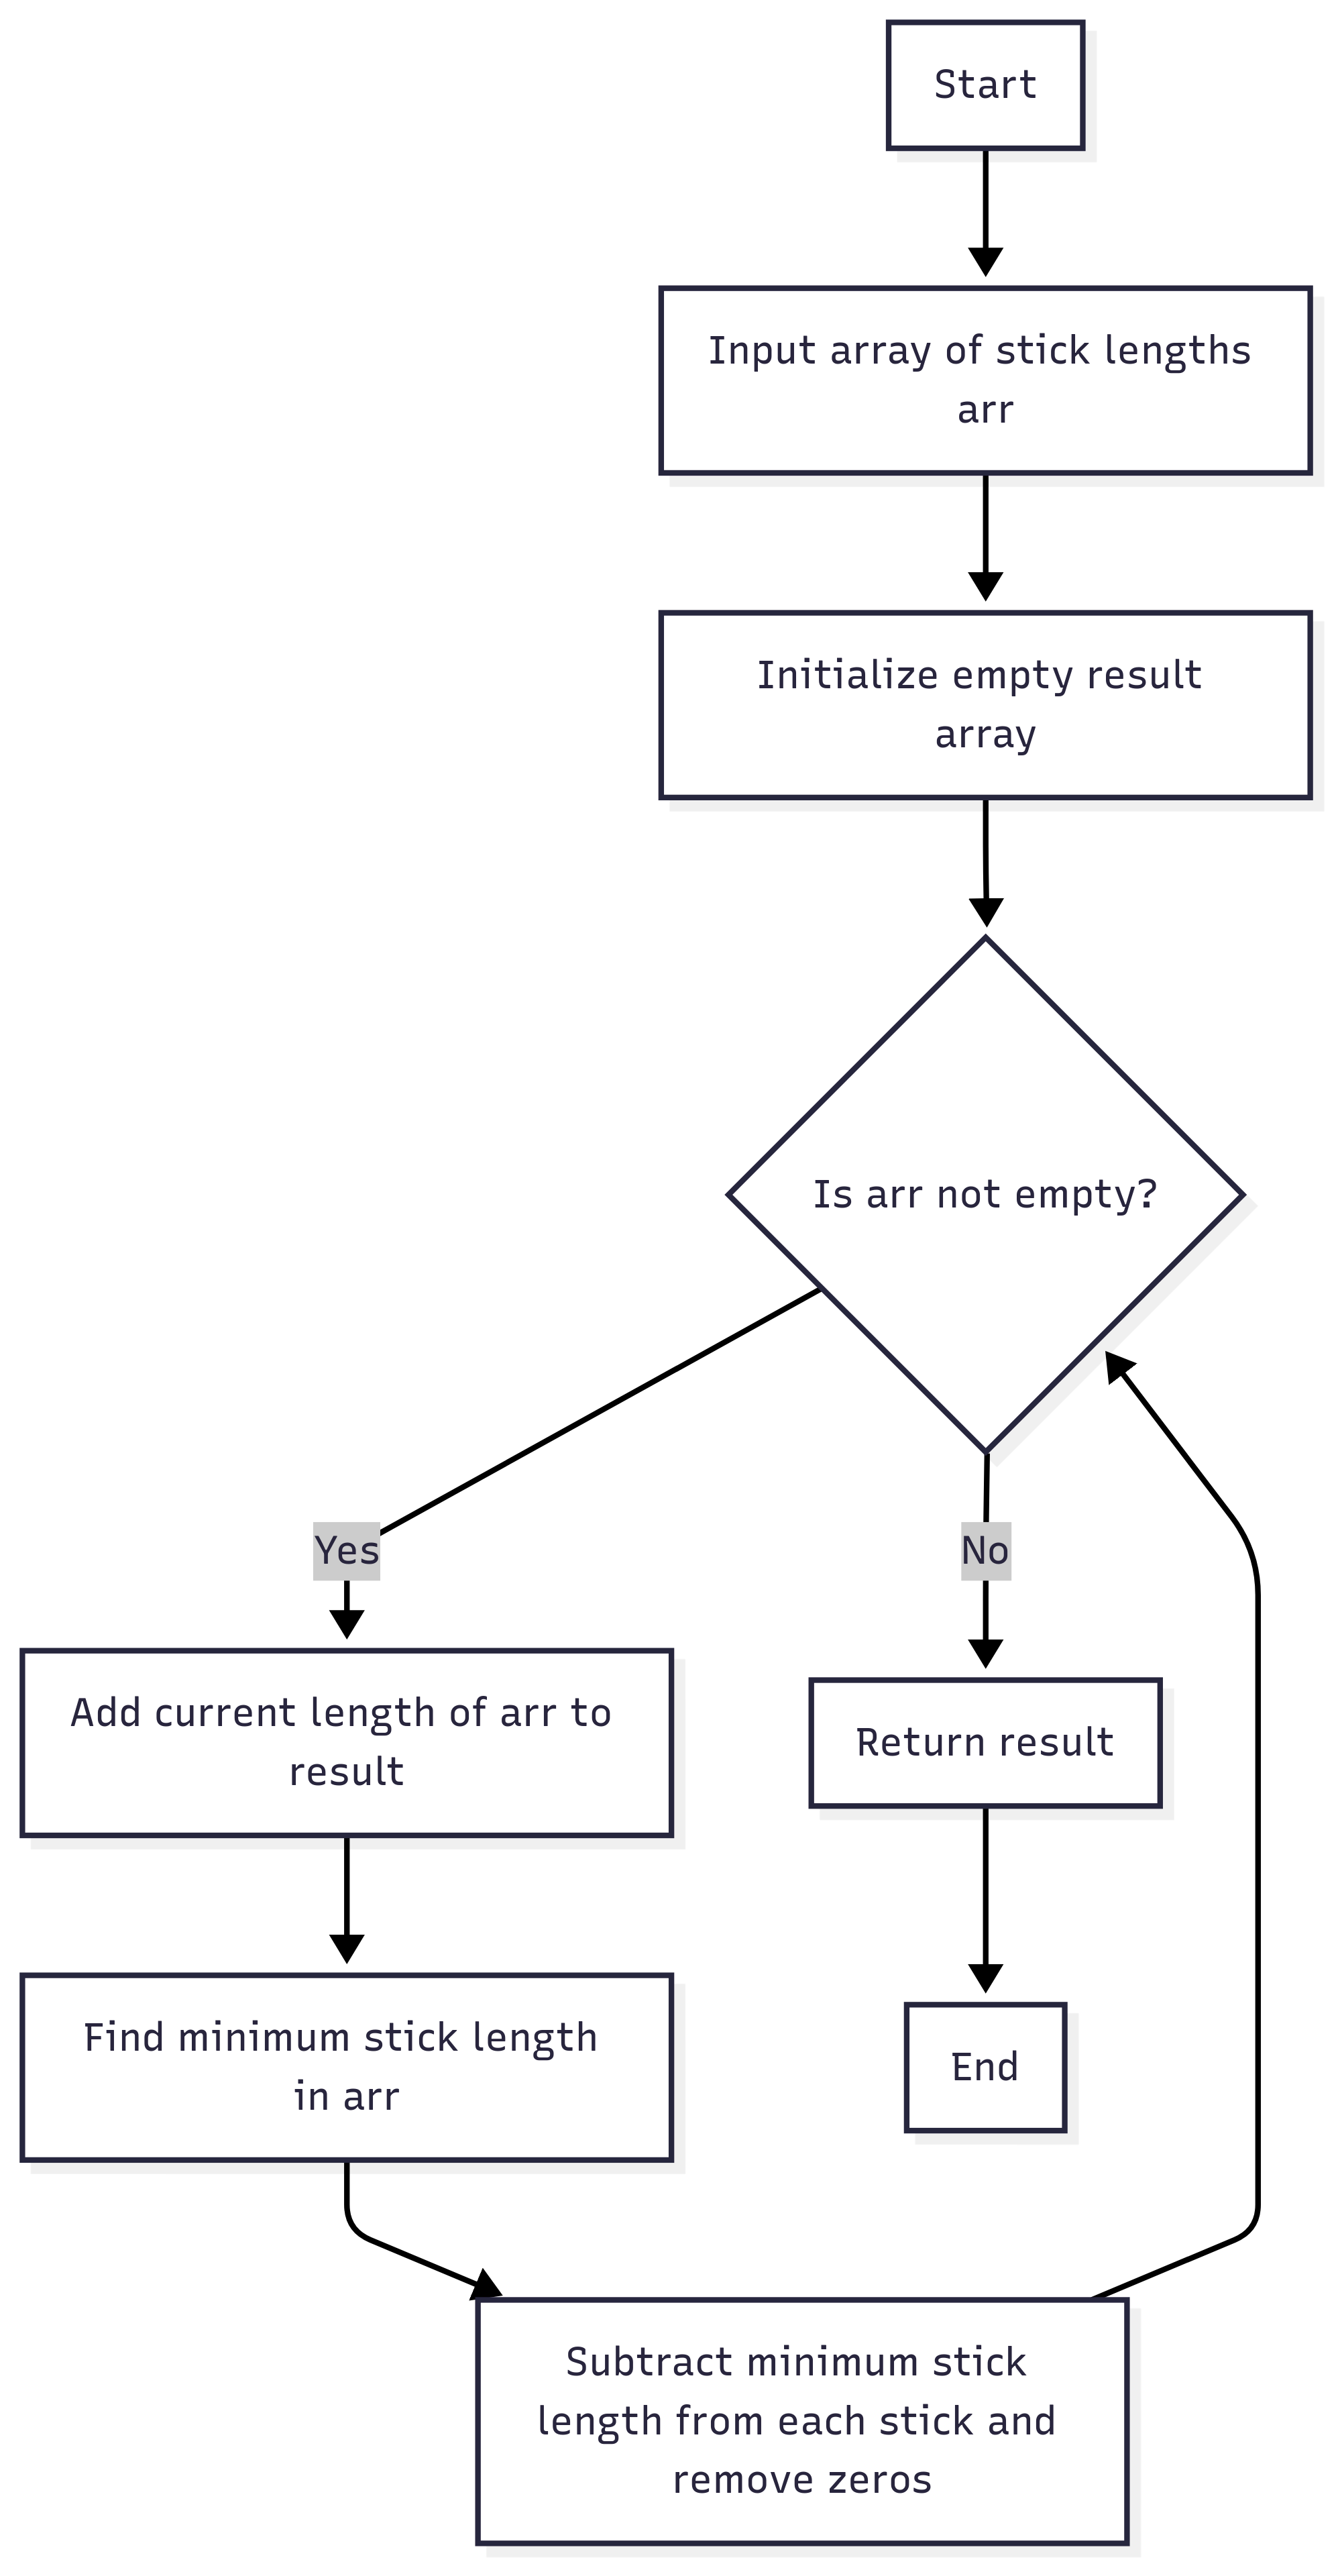 Start
Input array of stick lengths
arr
Initialize empty result
array
Is arr not empty?
Yes
No
Add current length of arr to
result
Return result
Find minimum stick length
in arr
End
Subtract minimum stick
length from each stick and
remove zeros